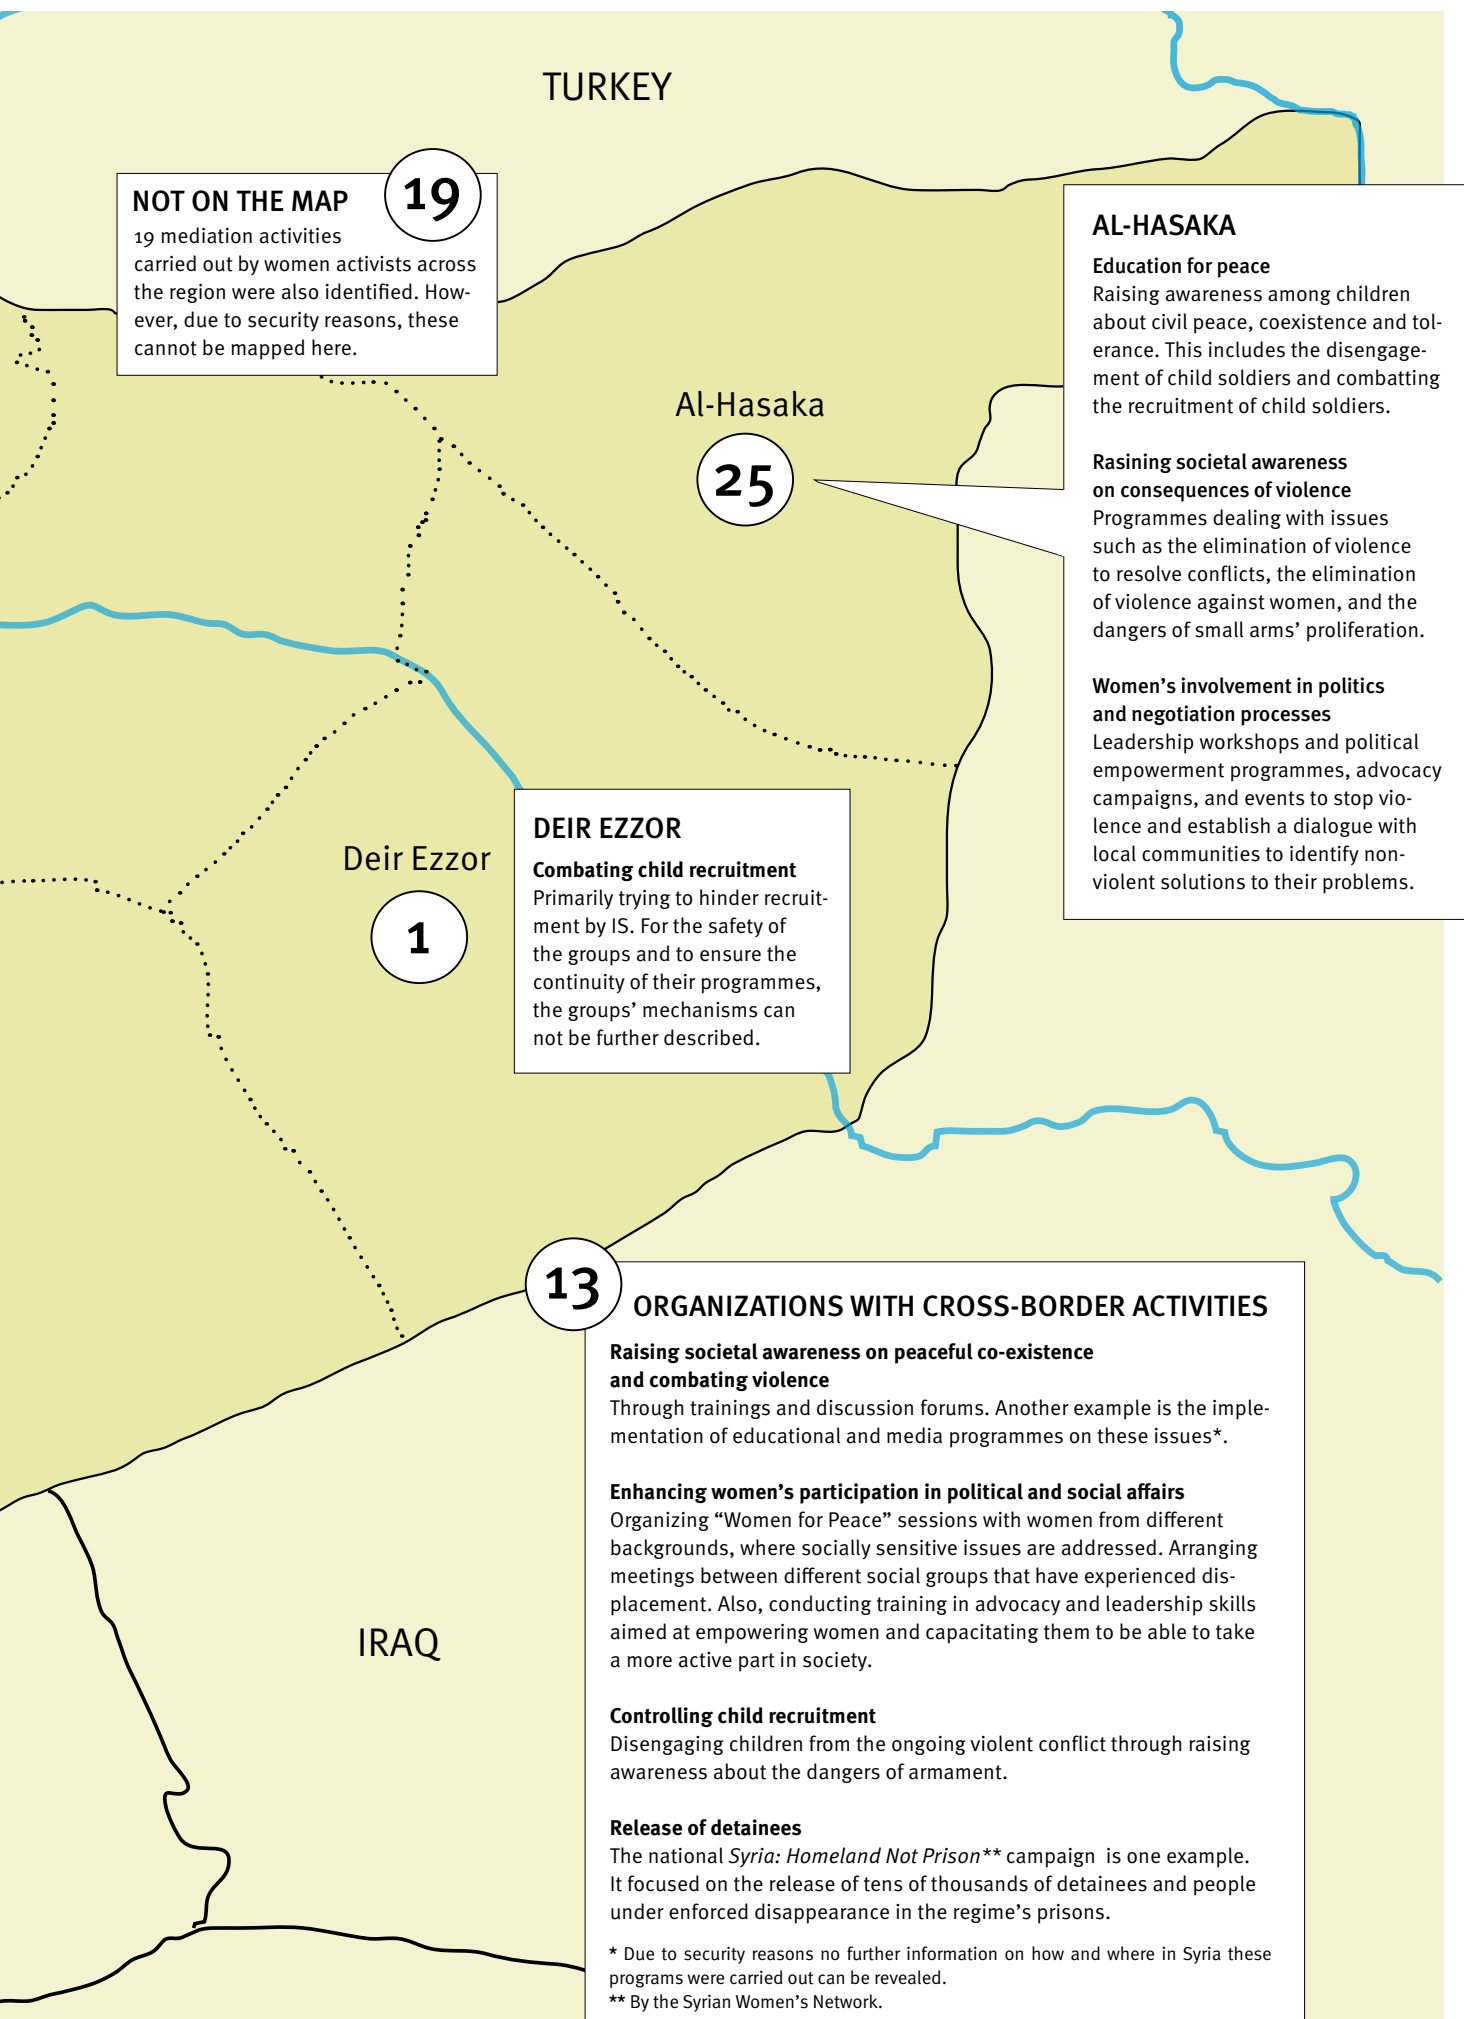 TURKEY
NOT ON THE MAP
19
19 mediation activities
carried out by women activists across
the region were also identified. How-
ever, due to security reasons, these
cannot be mapped here.
Al-Hasaka
25
AL-HASAKA
Education for peace
Raising awareness among children
about civil peace, coexistence and tol-
erance. This includes the disengage-
ment of child soldiers and combatting
the recruitment of child soldiers.
Rasining societal awareness
on consequences of violence
Programmes dealing with issues
such as the elimination of violence
to resolve conflicts, the elimination
of violence against women, and the
dangers of small arms' proliferation.
Women's involvement in politics
and negotiation processes
Leadership workshops and political
empowerment programmes, advocacy
campaigns, and events to stop vio-
lence and establish a dialogue with
local communities to identify non-
violent solutions to their problems.
Deir Ezzor
1
DEIR EZZOR
Combating child recruitment
Primarily trying to hinder recruit-
ment by IS. For the safety of
the groups and to ensure the
continuity of their programmes,
the groups' mechanisms can
not be further described.
13
ORGANIZATIONS WITH CROSS-BORDER ACTIVITIES
Raising societal awareness on peaceful co-existence
and combating violence
Through trainings and discussion forums. Another example is the imple-
mentation of educational and media programmes on these issues*.
Enhancing women's participation in political and social affairs
Organizing “Women for Peace” sessions with women from different
backgrounds, where socially sensitive issues are addressed. Arranging
meetings between different social groups that have experienced dis-
placement. Also, conducting training in advocacy and leadership skills
aimed at empowering women and capacitating them to be able to take
a more active part in society.
Controlling child recruitment
Disengaging children from the ongoing violent conflict through raising
awareness about the dangers of armament.
Release of detainees
The national Syria: Homeland Not Prison** campaign is one example.
It focused on the release of tens of thousands of detainees and people
under enforced disappearance in the regime's prisons.
* Due to security reasons no further information on how and where in Syria these
programs were carried out can be revealed.
** By the Syrian Women's Network.
IRAQ